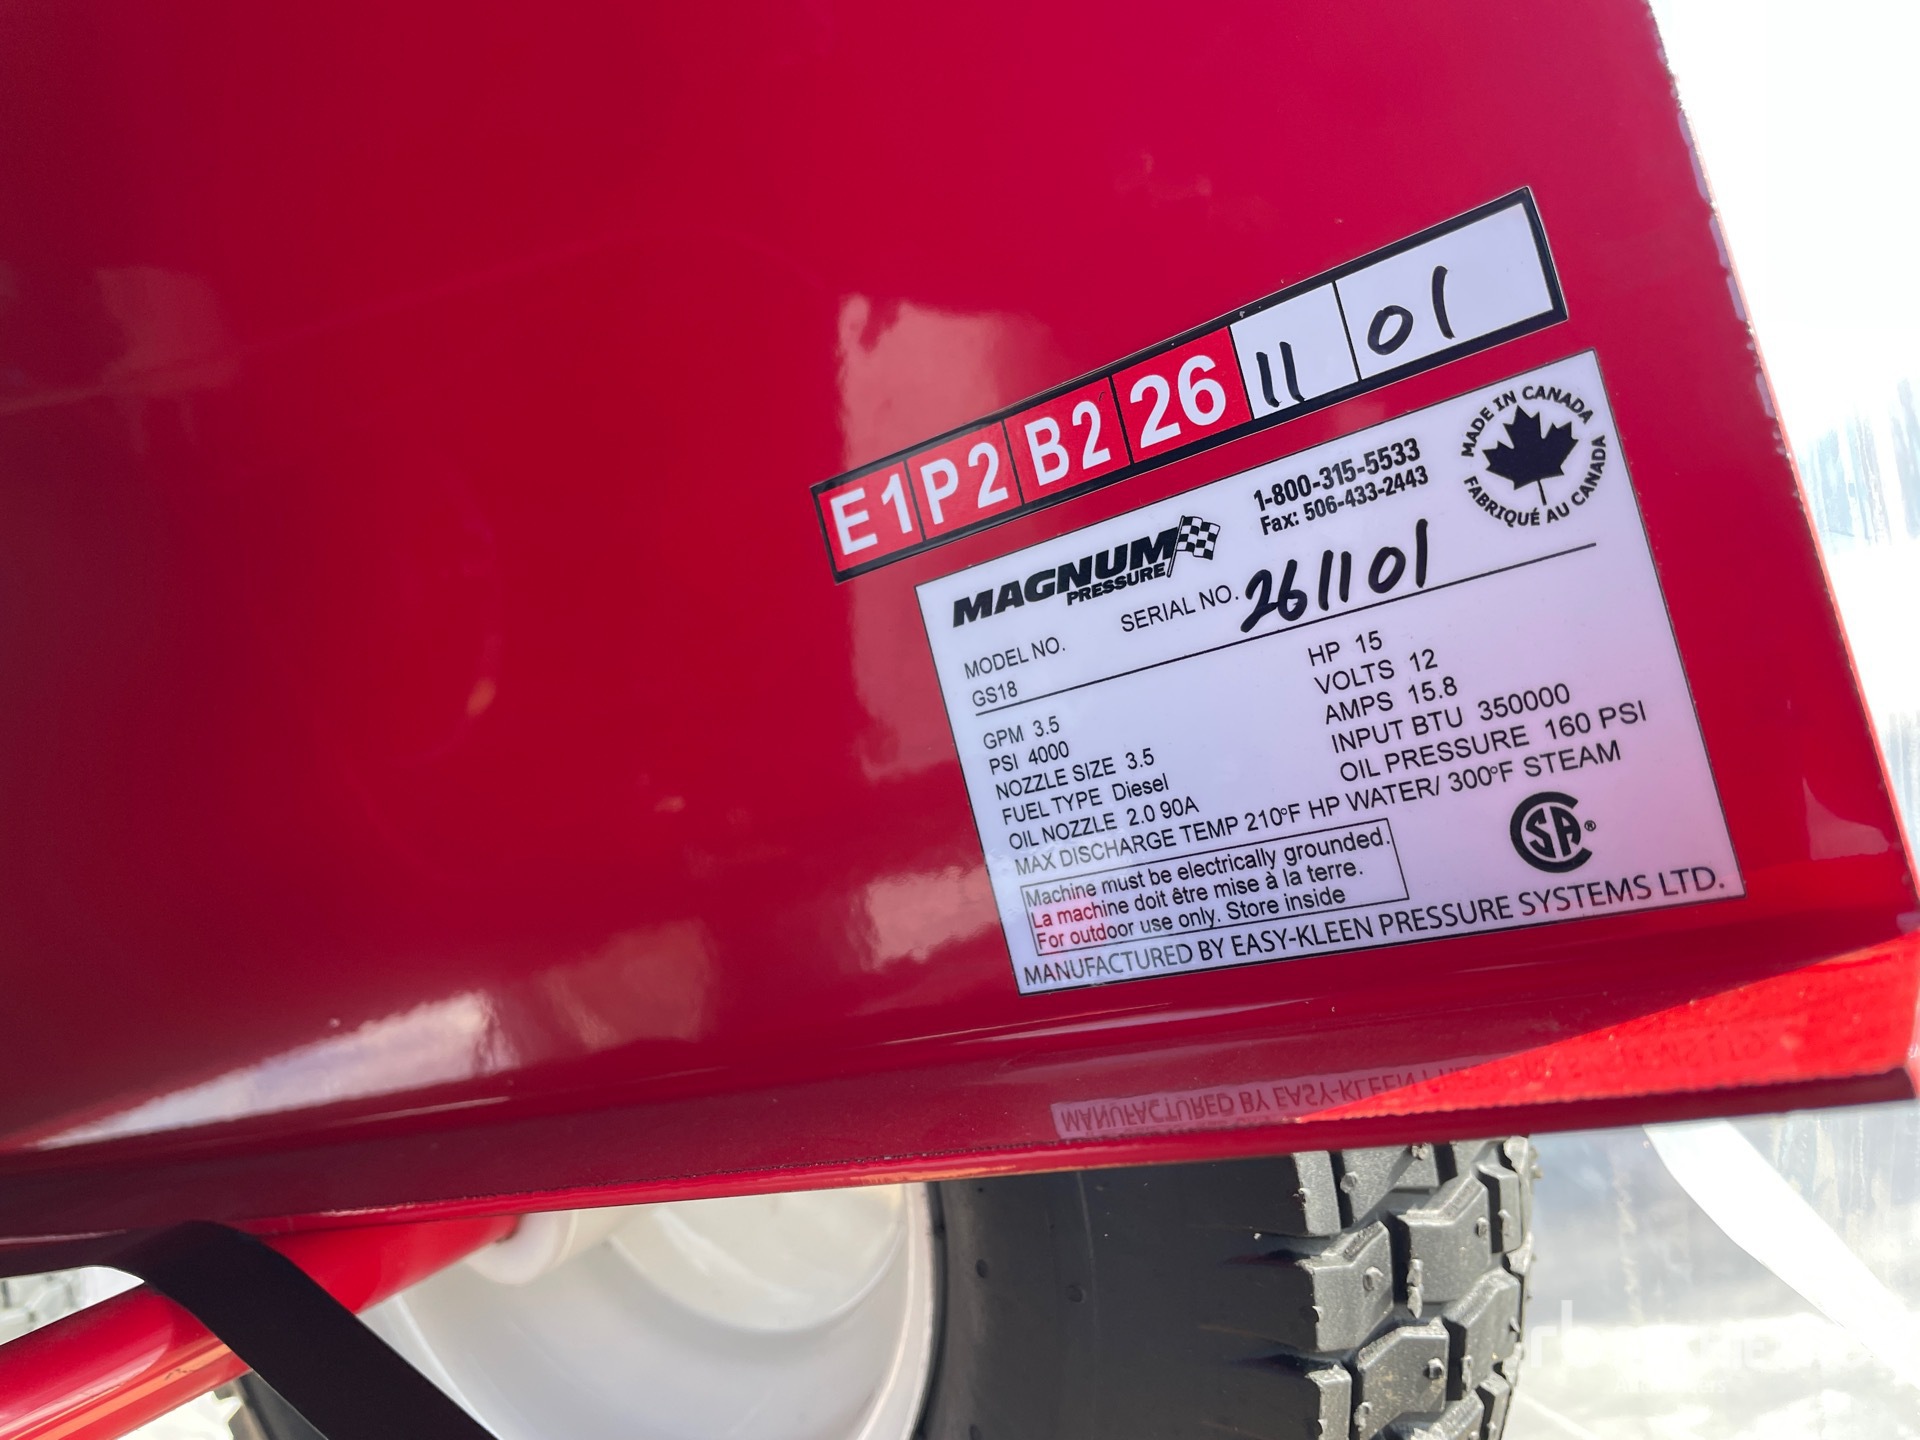 E1 P2 B2 26 11 01
MAGNUM
PRESSURE
1-800-315-5533
Fax: 506-433-2443
MADE IN CANADA
FABRIQUÉ AU CANADA
MODEL NO.
GS18
SERIAL NO. 261101
GPM 3.5
PSI 4000
NOZZLE SIZE 3.5
FUEL TYPE Diesel
OIL NOZZLE 2.0 90A
HP 15
VOLTS 12
AMPS 15.8
INPUT BTU 350000
OIL PRESSURE 160 PSI
MAX DISCHARGE TEMP 210°F HP WATER/ 300°F STEAM
Machine must be electrically grounded.
La machine doit être mise à la terre.
For outdoor use only. Store inside
CSA®
MANUFACTURED BY EASY-KLEEN PRESSURE SYSTEMS LTD.